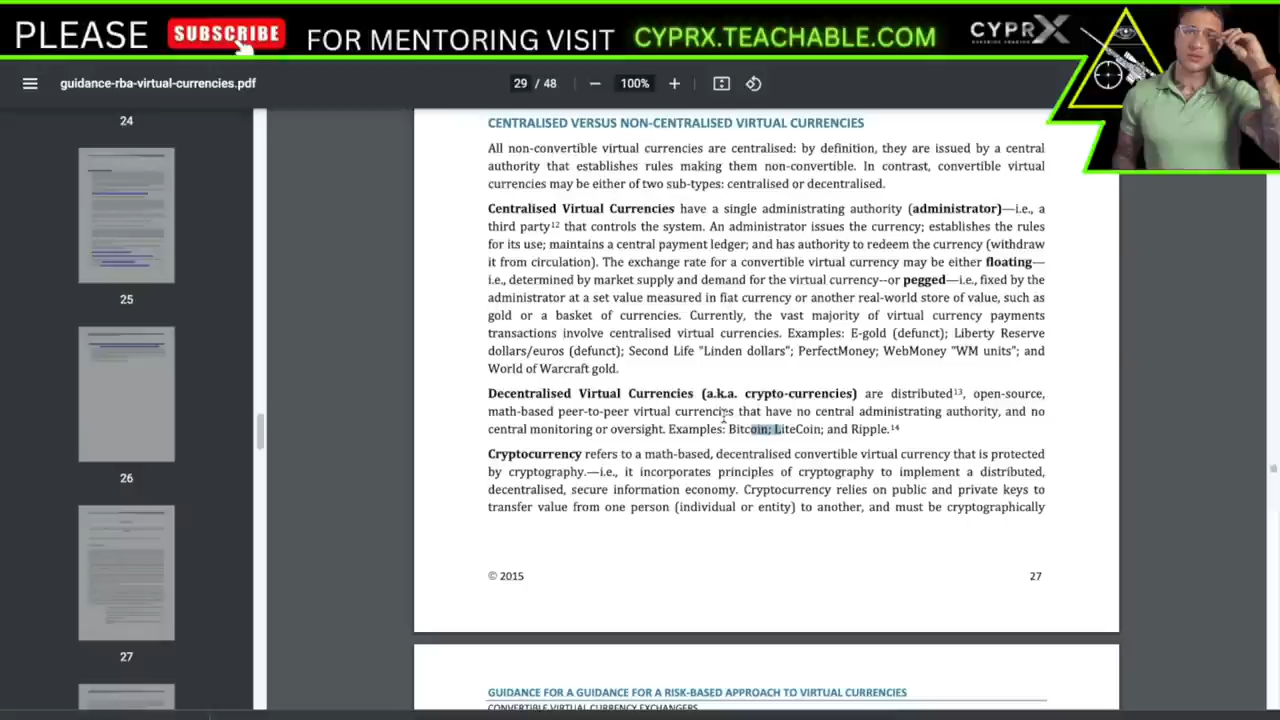 PLEASE SUBSCRIBE FOR MENTORING VISIT CYPRX.TEACHABLE.COM CYPRX
guidance-rba-virtual-currencies.pdf 29 / 48 100%
24
25
26
27
CENTRALISED VERSUS NON-CENTRALISED VIRTUAL CURRENCIES
All non-convertible virtual currencies are centralised: by definition, they are issued by a central
authority that establishes rules making them non-convertible. In contrast, convertible virtual
currencies may be either of two sub-types: centralised or decentralised.
Centralised Virtual Currencies have a single administrating authority (administrator)—i.e., a
third party12 that controls the system. An administrator issues the currency; establishes the rules
for its use; maintains a central payment ledger; and has authority to redeem the currency (withdraw
it from circulation). The exchange rate for a convertible virtual currency may be either floating—
i.e., determined by market supply and demand for the virtual currency--or pegged—i.e., fixed by the
administrator at a set value measured in fiat currency or another real-world store of value, such as
gold or a basket of currencies. Currently, the vast majority of virtual currency payments
transactions involve centralised virtual currencies. Examples: E-gold (defunct); Liberty Reserve
dollars/euros (defunct); Second Life "Linden dollars"; PerfectMoney; WebMoney "WM units"; and
World of Warcraft gold.
Decentralised Virtual Currencies (a.k.a. crypto-currencies) are distributed13, open-source,
math-based peer-to-peer virtual currencies that have no central administrating authority, and no
central monitoring or oversight. Examples: Bitcoin; LiteCoin; and Ripple.14
Cryptocurrency refers to a math-based, decentralised convertible virtual currency that is protected
by cryptography.—i.e., it incorporates principles of cryptography to implement a distributed,
decentralised, secure information economy. Cryptocurrency relies on public and private keys to
transfer value from one person (individual or entity) to another, and must be cryptographically
© 2015 27
GUIDANCE FOR A GUIDANCE FOR A RISK-BASED APPROACH TO VIRTUAL CURRENCIES
CONVERTIBLE VIRTUAL CURRENCY EXCHANGERS